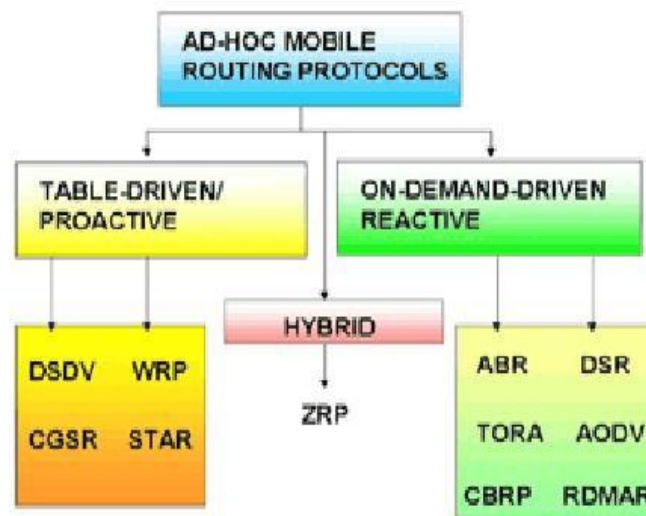 AD-HOC MOBILE
ROUTING PROTOCOLS
TABLE-DRIVEN/
PROACTIVE
ON-DEMAND-DRIVEN
REACTIVE
HYBRID
DSDV WRP
CGSR STAR
ZRP
ABR DSR
TORA AODV
CBRP RDMAR